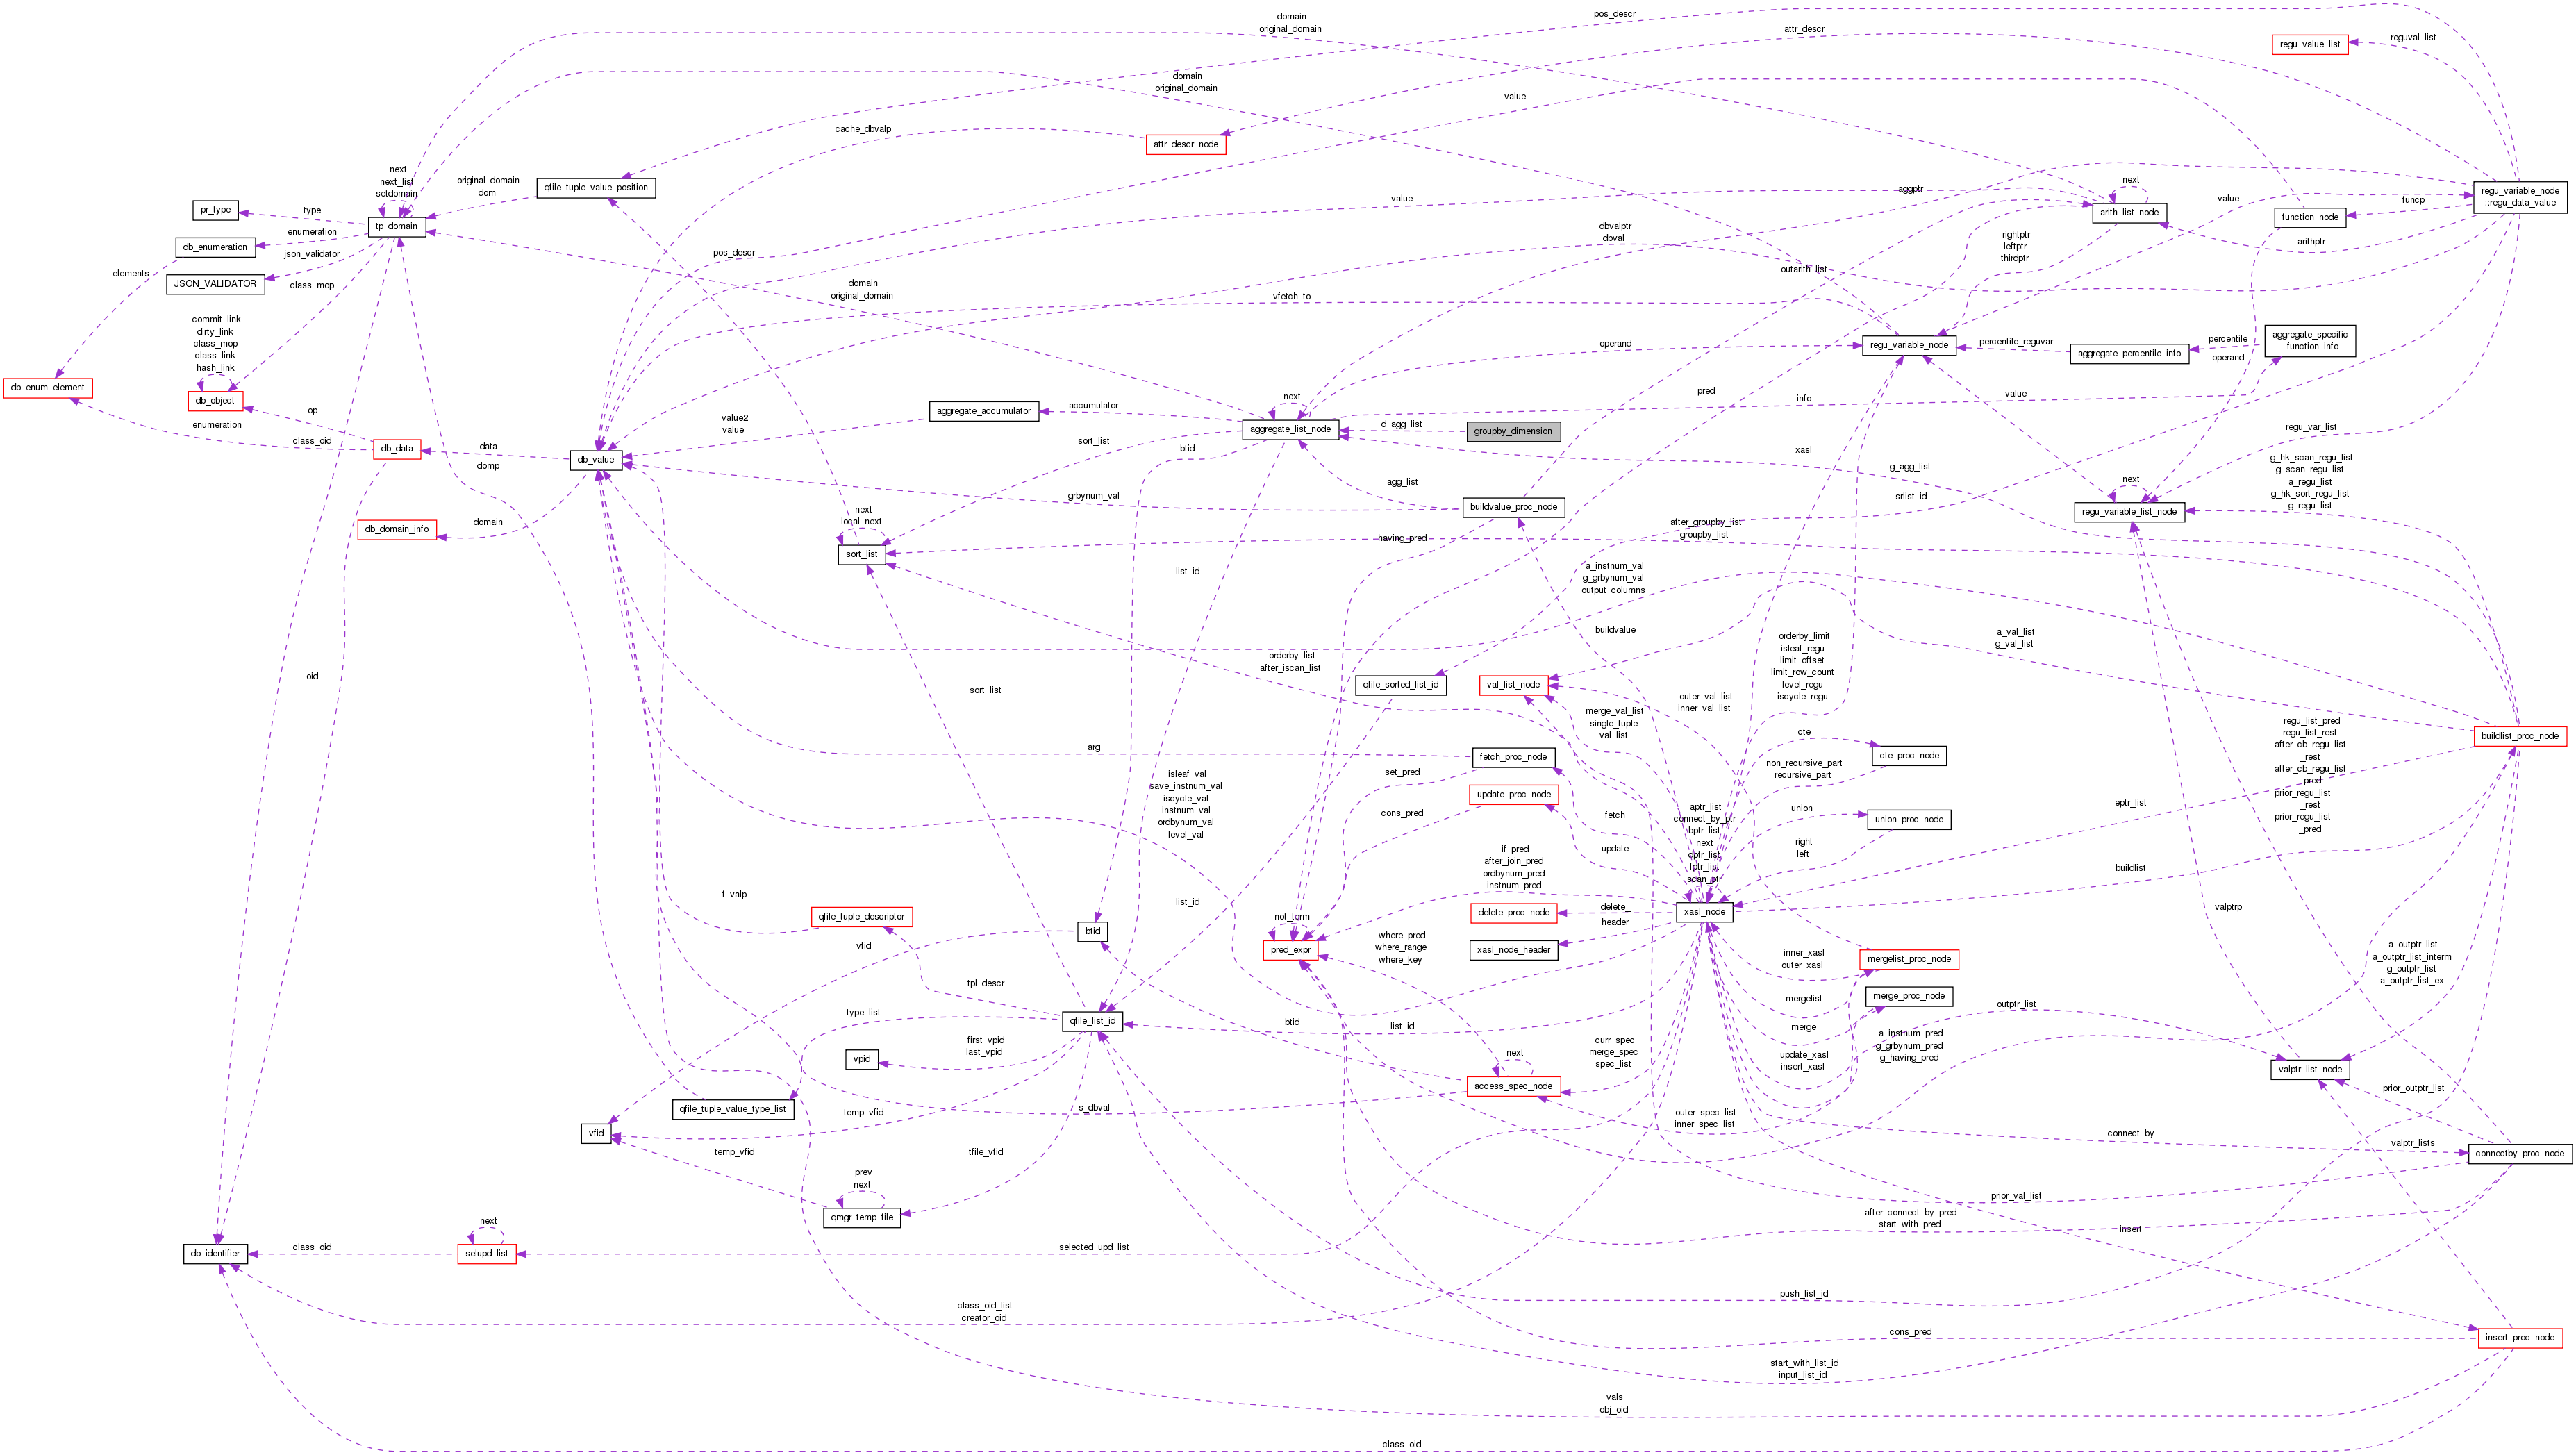 domain
original_domain
pos_descr
attr_descr
regu_value_list
reguval_list
domain
original_domain
value
cache_dbvalp
attr_descr_node
next
next_list
setdomain
original_domain
dom
qfile_tuple_value_position
value
aggptr
next
value
regu_variable_node
::regu_data_value
funcp
pr_type
type
tp_domain
arith_list_node
function_node
arithptr
db_enumeration
enumeration
json_validator
elements
JSON_VALIDATOR
class_mop
pos_descr
dbvalptr
dbval
rightptr
leftptr
thirdptr
outarith_list
domain
original_domain
vfetch_to
commit_link
dirty_link
class_mop
class_link
hash_link
db_enum_element
db_object
operand
regu_variable_node
percentile_reguvar
aggregate_percentile_info
percentile
operand
aggregate_specific
_function_info
op
enumeration
class_oid
db_data
data
domp
value2
value
aggregate_accumulator
accumulator
next
aggregate_list_node
d_agg_list
groupby_dimension
pred
info
value
regu_var_list
sort_list
btid
db_value
xasl
g_agg_list
g_hk_scan_regu_list
g_scan_regu_list
a_regu_list
g_hk_sort_regu_list
g_regu_list
next
regu_variable_list_node
agg_list
grbynum_val
buildvalue_proc_node
srlist_id
db_domain_info
domain
next
local_next
sort_list
having_pred
after_groupby_list
groupby_list
list_id
a_instnum_val
g_grbynum_val
output_columns
buildvalue
orderby_limit
isleaf_regu
limit_offset
limit_row_count
level_regu
iscycle_regu
a_val_list
g_val_list
oid
sort_list
orderby_list
after_iscan_list
qfile_sorted_list_id
val_list_node
outer_val_list
inner_val_list
merge_val_list
single_tuple
val_list
arg
fetch_proc_node
cte
cte_proc_node
non_recursive_part
recursive_part
regu_list_pred
regu_list_rest
after_cb_regu_list
_rest
after_cb_regu_list
_pred
prior_regu_list
_rest
prior_regu_list
_pred
buildlist_proc_node
set_pred
update_proc_node
cons_pred
fetch
update
aptr_list
connect_by_ptr
bptr_list
next
dptr_list
fptr_list
scan_ptr
union_
union_proc_node
right
left
eptr_list
isleaf_val
save_instnum_val
iscycle_val
instnum_val
ordbynum_val
level_val
if_pred
after_join_pred
ordbynum_pred
instnum_pred
buildlist
f_valp
qfile_tuple_descriptor
list_id
valptrp
delete_proc_node
delete_
xasl_node
header
xasl_node_header
vfid
btid
not_term
pred_expr
where_pred
where_range
where_key
inner_xasl
outer_xasl
mergelist_proc_node
a_outptr_list
a_outptr_list_interm
g_outptr_list
a_outptr_list_ex
tpl_descr
mergelist
merge_proc_node
type_list
qfile_list_id
btid
list_id
merge
outptr_list
first_vpid
last_vpid
vpid
curr_spec
merge_spec
spec_list
update_xasl
insert_xasl
a_instnum_pred
g_grbynum_pred
g_having_pred
valptr_list_node
next
access_spec_node
prior_outptr_list
qfile_tuple_value_type_list
temp_vfid
s_dbval
outer_spec_list
inner_spec_list
vfid
connect_by
valptr_lists
connectby_proc_node
temp_vfid
tfile_vfid
prev
next
qmgr_temp_file
prior_val_list
after_connect_by_pred
start_with_pred
insert
next
db_identifier
class_oid
selupd_list
selected_upd_list
push_list_id
class_oid_list
creator_oid
cons_pred
insert_proc_node
start_with_list_id
input_list_id
vals
obj_oid
class_oid